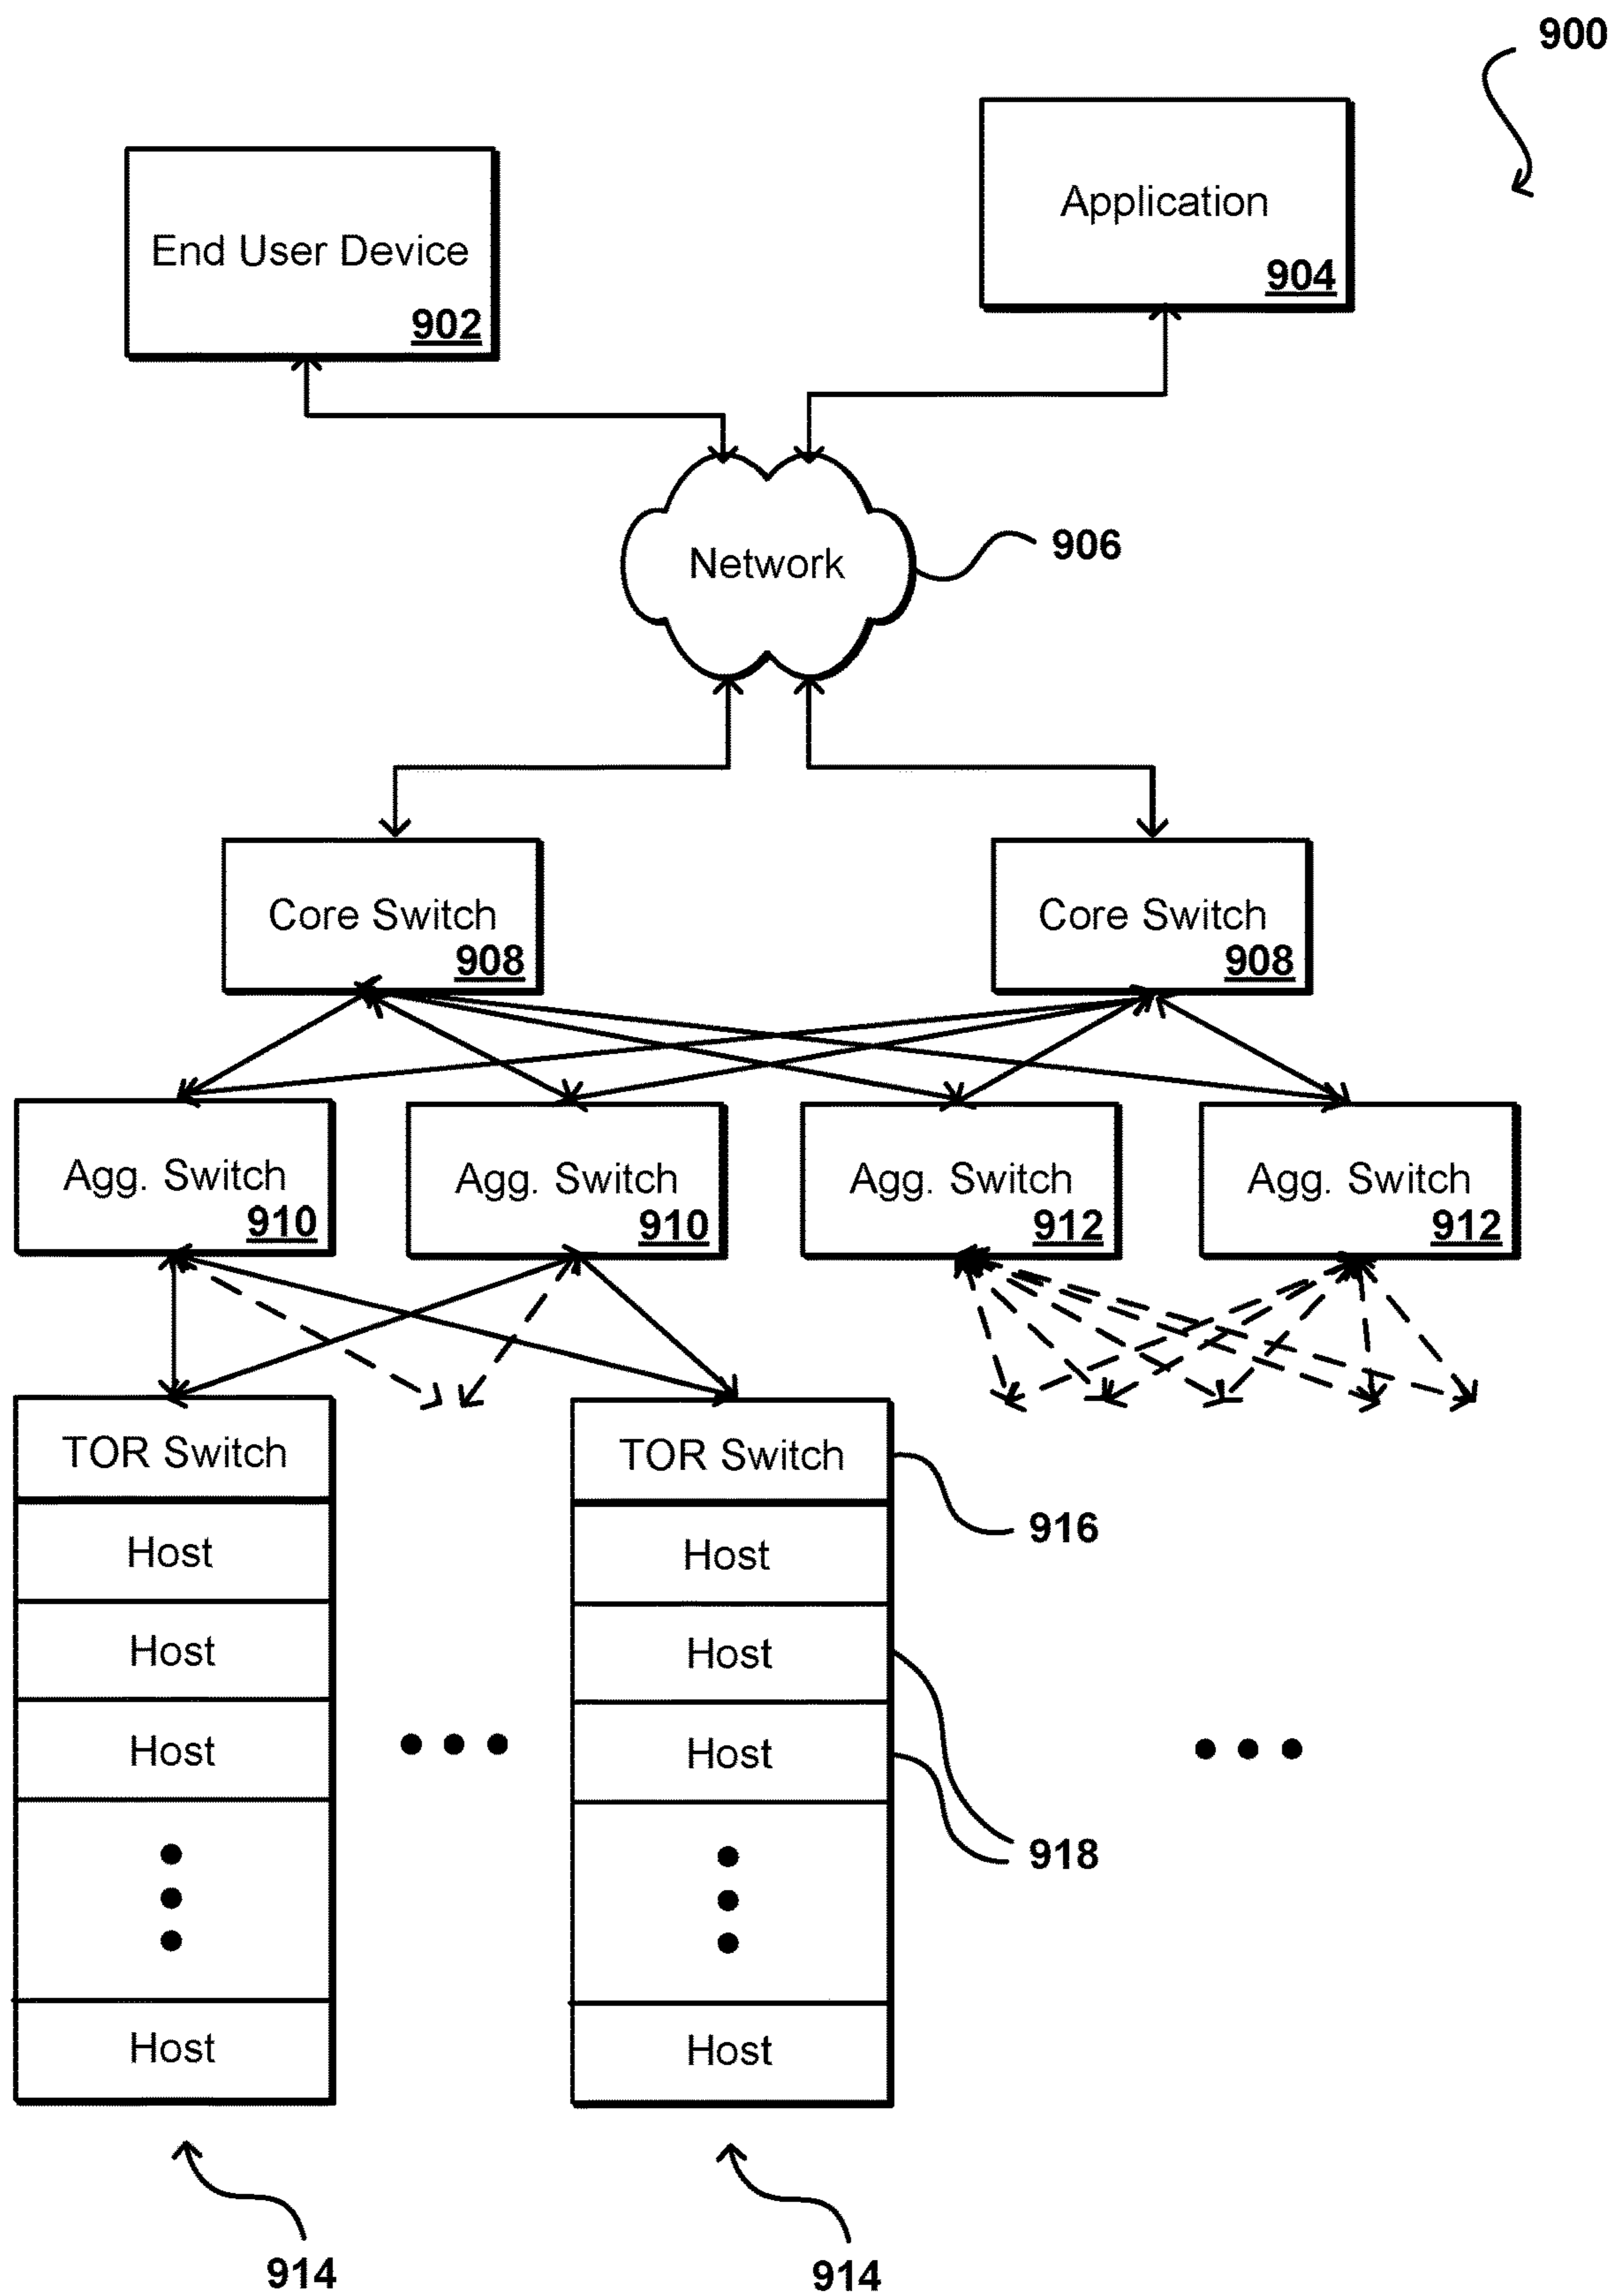 900
Application
904
End User Device
902
Network
906
Core Switch
908
Core Switch
908
Agg. Switch
910
Agg. Switch
910
Agg. Switch
912
Agg. Switch
912
TOR Switch
Host
Host
Host
Host
TOR Switch
Host
Host
Host
Host
916
918
914
914